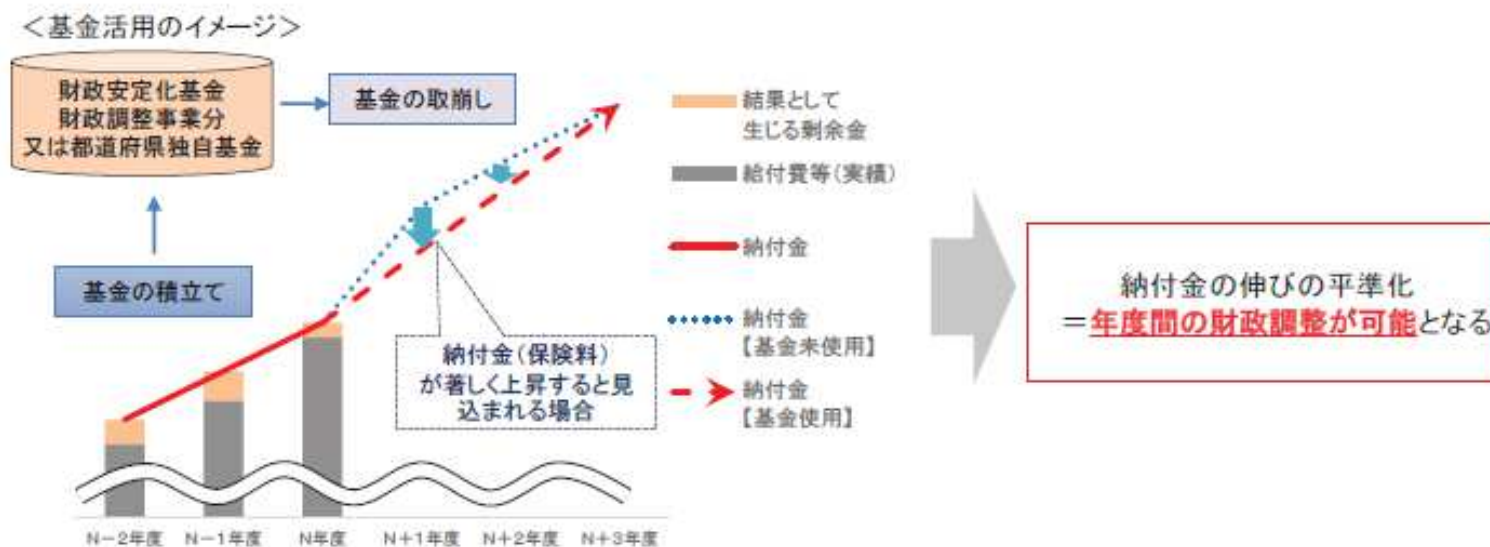 ＜基金活用のイメージ＞
財政安定化基金
財政調整事業分
又は都道府県独自基金
基金の取崩し
基金の積立て
納付金（保険料）
が著しく上昇すると見
込まれる場合
結果として
生じる剰余金
給付費等（実績）
納付金
納付金
【基金未使用】
納付金
【基金使用】
納付金の伸びの平準化
＝年度間の財政調整が可能となる
N－2年度
N－1年度
N年度
N＋1年度
N＋2年度
N＋3年度